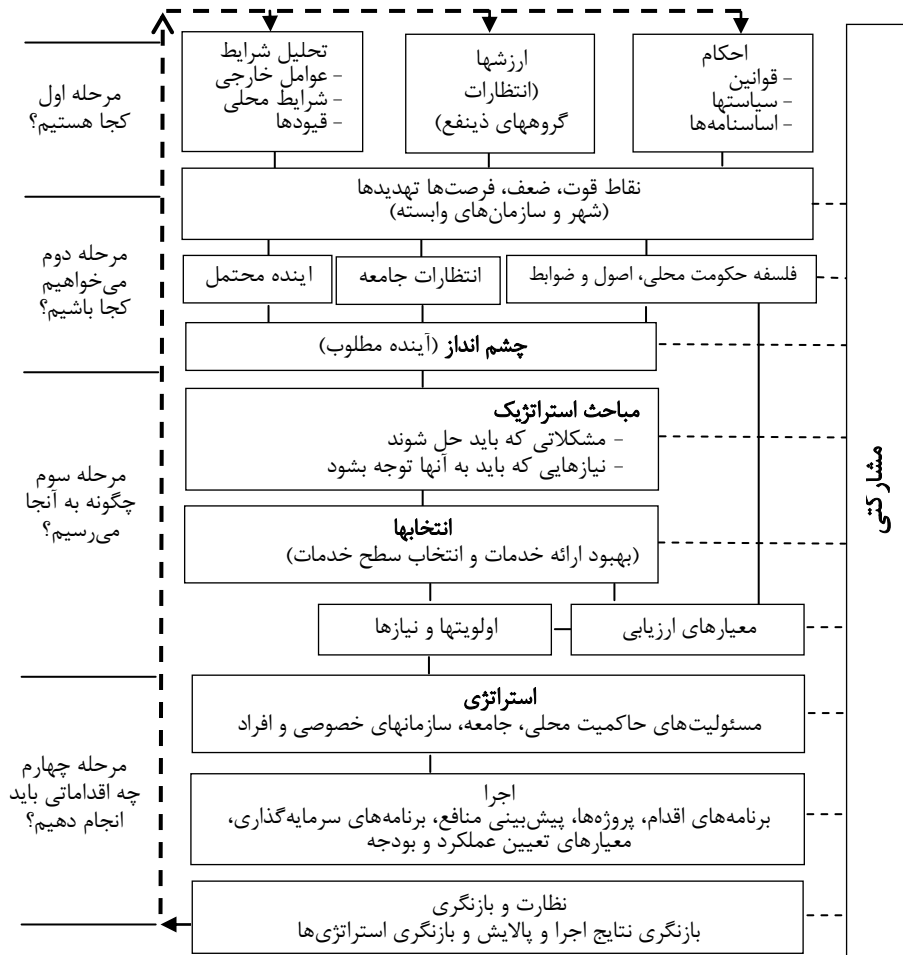 احکام
- قوانین
- سیاستها
- اساسنامه‌ها
ارزشها
(انتظارات
گروههای ذینفع)
تحلیل شرایط
- عوامل خارجی
- شرایط محلی
- قیودها
مرحله اول
کجا هستیم؟
نقاط قوت، ضعف، فرصت‌ها تهدیدها
(شهر و سازمان‌های وابسته)
مرحله دوم
می‌خواهیم
کجا باشیم؟
فلسفه حکومت محلی، اصول و ضوابط
انتظارات جامعه
اینده محتمل
چشم انداز (آینده مطلوب)
مباحث استراتژیک
- مشکلاتی که باید حل شوند
- نیازهایی که باید به آنها توجه بشود
مرحله سوم
چگونه به آنجا
می‌رسیم؟
انتخابها
(بهبود ارائه خدمات و انتخاب سطح خدمات)
معیارهای ارزیابی
اولویتها و نیازها
استراتژی
مسئولیت‌های حاکمیت محلی، جامعه، سازمانهای خصوصی و افراد
مرحله چهارم
چه اقداماتی باید
انجام دهیم؟
اجرا
برنامه‌های اقدام، پروژه‌ها، پیش‌بینی منافع، برنامه‌های سرمایه‌گذاری،
معیارهای تعیین عملکرد و بودجه
نظارت و بازنگری
بازنگری نتایج اجرا و پالایش و بازنگری استراتژی‌ها
مشارکتی